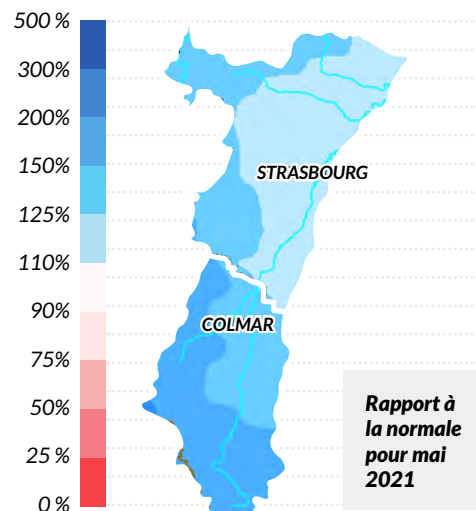 500 %
300 %
200 %
150 %
125 %
110 %
90 %
75 %
50 %
25 %
0 %
STRASBOURG
COLMAR
Rapport à
la normale
pour mai
2021